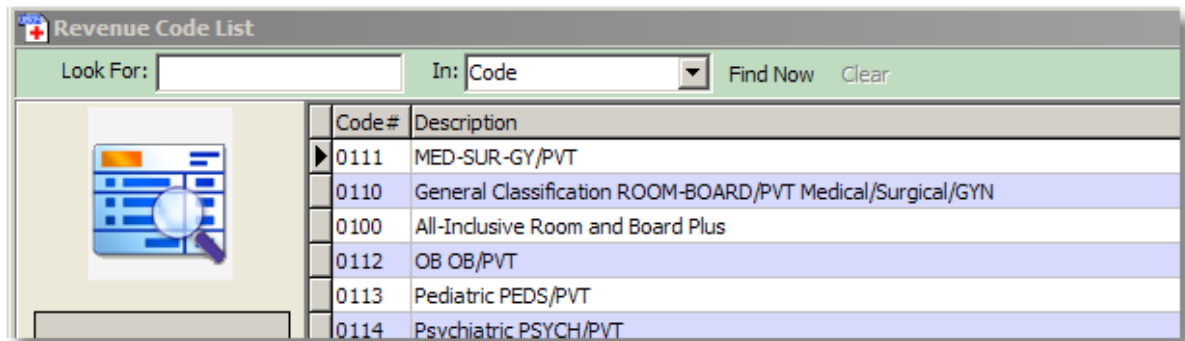 Revenue Code List
Look For: In: Code Find Now Clear
Code# Description
0111 MED-SUR-GY/PVT
0110 General Classification ROOM-BOARD/PVT Medical/Surgical/GYN
0100 All-Inclusive Room and Board Plus
0112 OB OB/PVT
0113 Pediatric PEDS/PVT
0114 Psychiatric PSYCH/PVT